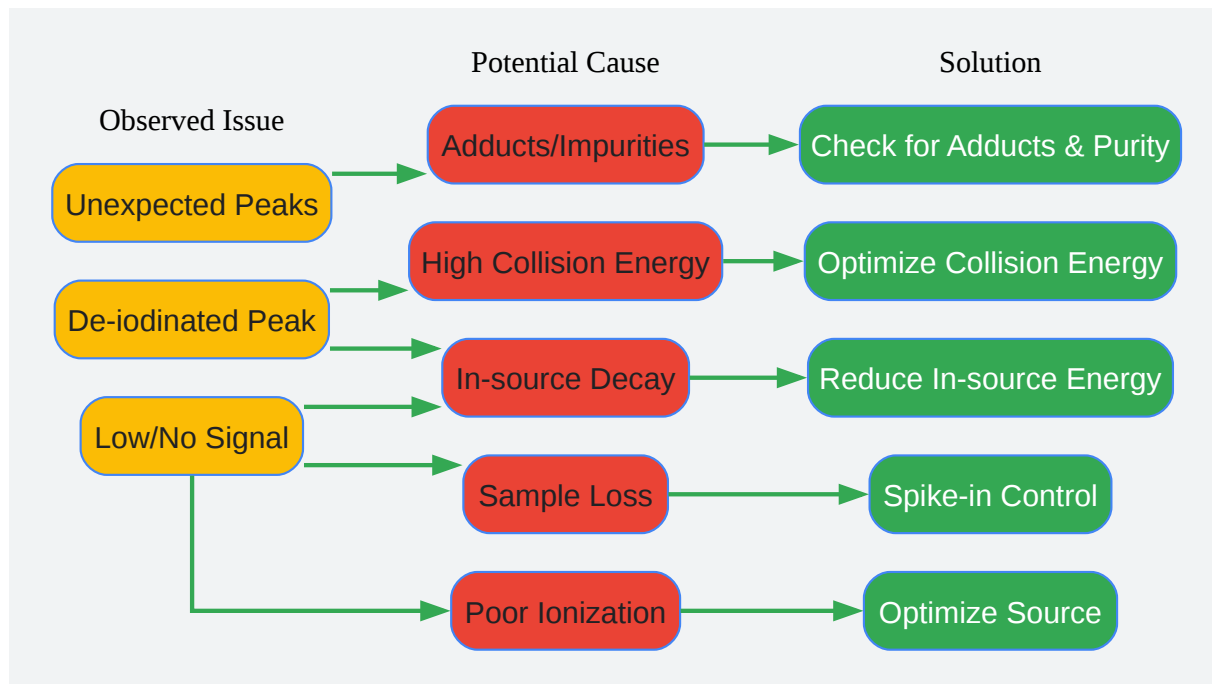 Observed Issue
Unexpected Peaks
De-iodinated Peak
Low/No Signal
Potential Cause
Adducts/Impurities
High Collision Energy
In-source Decay
Sample Loss
Poor Ionization
Solution
Check for Adducts & Purity
Optimize Collision Energy
Reduce In-source Energy
Spike-in Control
Optimize Source